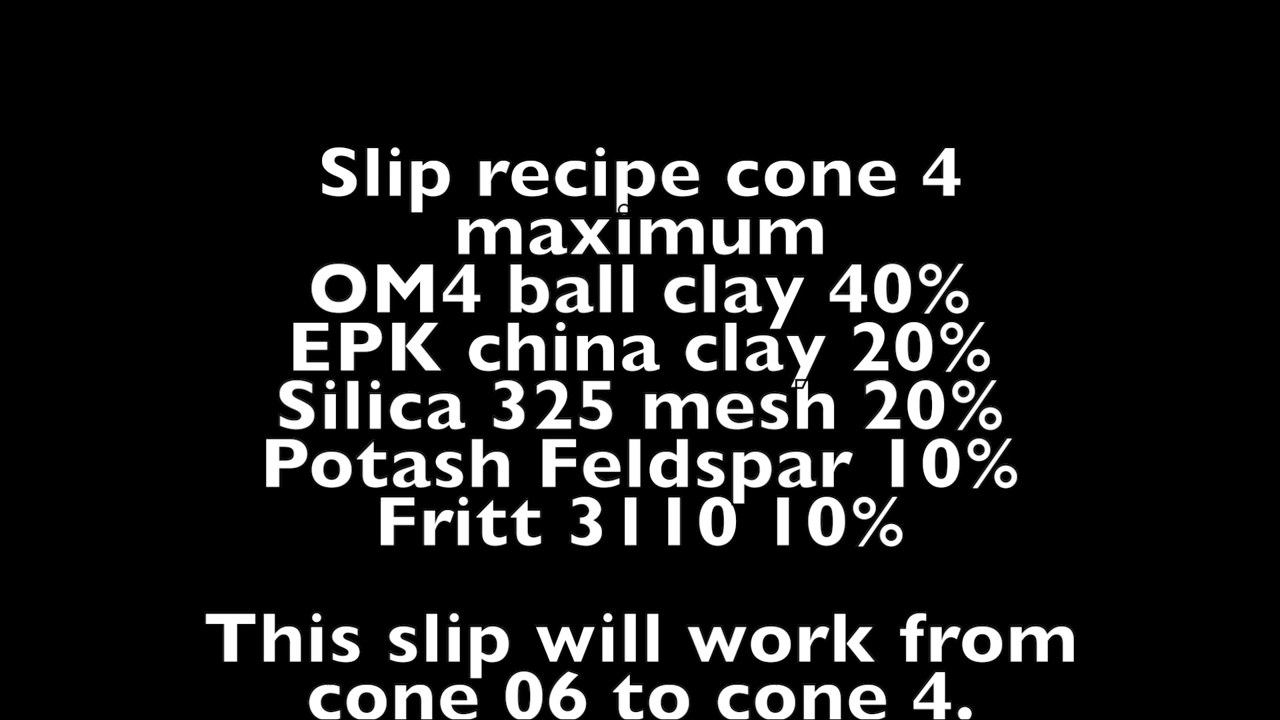 Slip recipe cone 4
maximum
OM4 ball clay 40%
EPK china clay 20%
Silica 325 mesh 20%
Potash Feldspar 10%
Fritt 3110 10%
This slip will work from
cone 06 to cone 4.